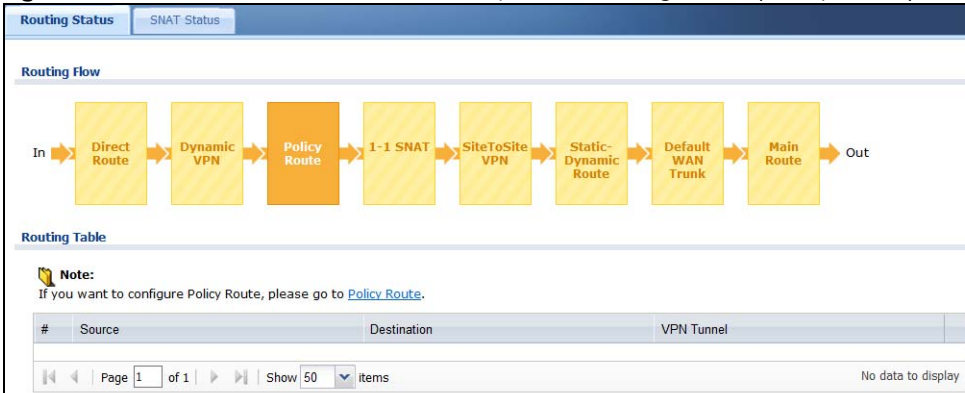 Routing Status SNAT Status
Routing Flow
In Direct Route Dynamic VPN Policy Route 1-1 SNAT SiteToSite VPN Static-Dynamic Route Default WAN Trunk Main Route Out
Routing Table
Note:
If you want to configure Policy Route, please go to Policy Route.
# Source Destination VPN Tunnel
Page 1 of 1 Show 50 items No data to display